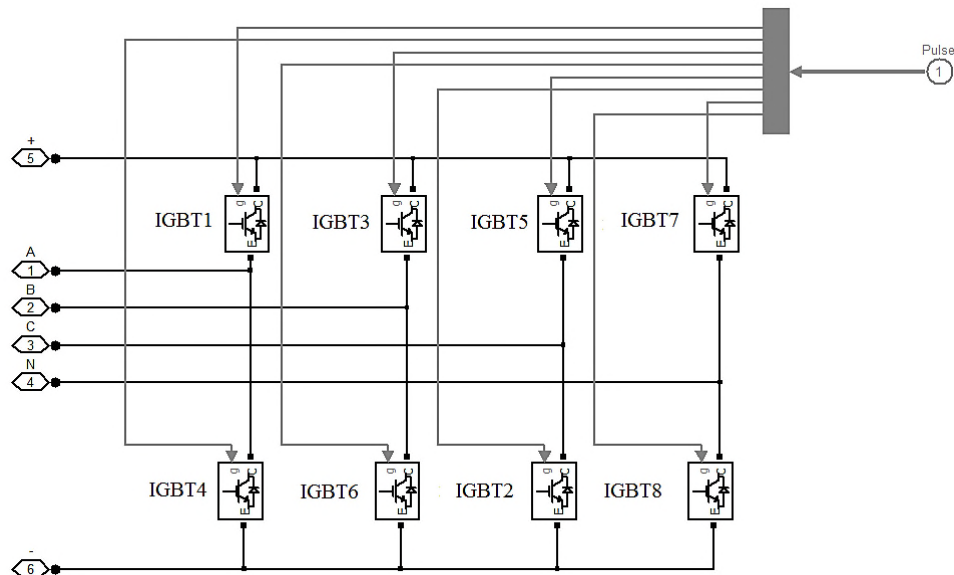 Pulse
1
+
5
g C
g C
g C
g C
IGBT1
IGBT3
IGBT5
IGBT7
E
E
E
E
A
1
B
2
C
3
N
4
g C
g C
g C
g C
IGBT4
IGBT6
IGBT2
IGBT8
E
E
E
E
-
6